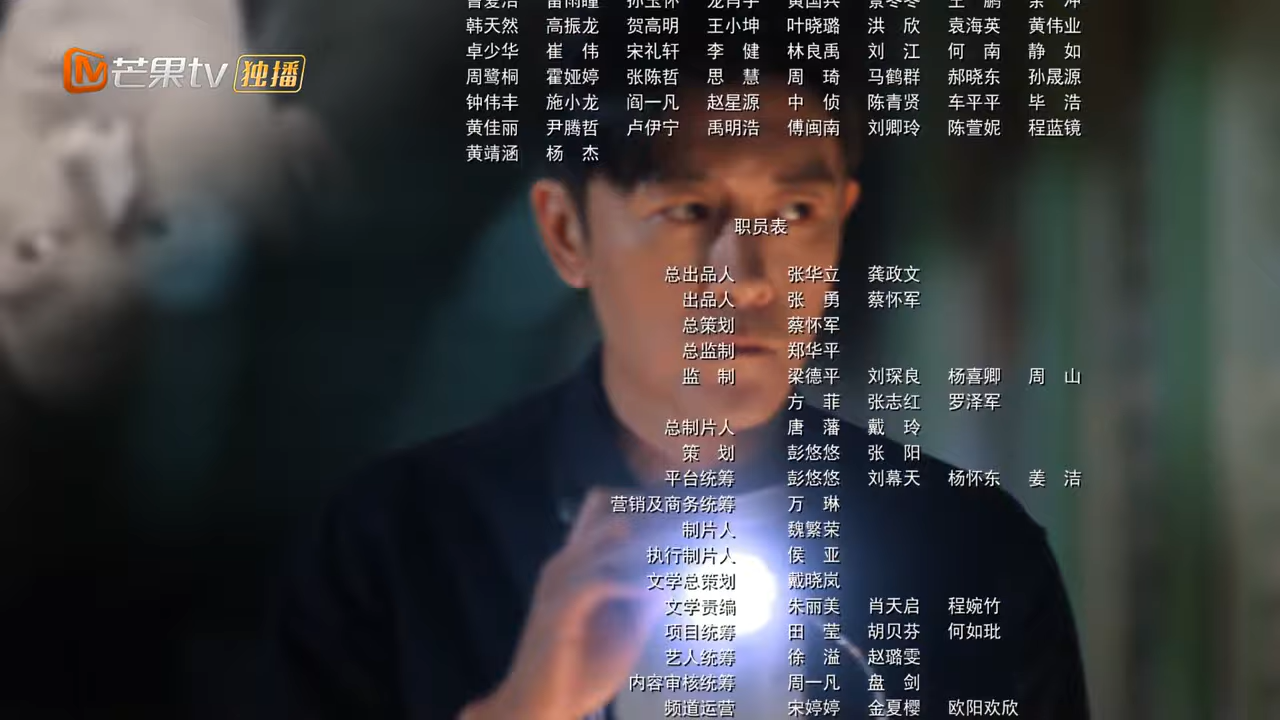 芒果tv 独播
韩天然 高振龙 贺高明 王小坤 叶晓璐 洪 欣 袁海英 黄伟业
卓少华 崔 伟 宋礼轩 李 健 林良禹 刘 江 何 南 静 如
周鹭桐 霍娅婷 张陈哲 思 慧 周 琦 马鹤群 郝晓东 孙晟源
钟伟丰 施小龙 阎一凡 赵星源 中 侦 陈青贤 车平平 毕 浩
黄佳丽 尹腾哲 卢伊宁 禹明浩 傅闽南 刘卿玲 陈萱妮 程蓝镜
黄靖涵 杨 杰
职员表
总出品人 张华立 龚政文
出品人 张 勇 蔡怀军
总策划 蔡怀军
总监制 郑华平
监 制 梁德平 刘琛良 杨喜卿 周 山
方 菲 张志红 罗泽军
总制片人 唐 藩 戴 玲
策 划 彭悠悠 张 阳
平台统筹 彭悠悠 刘幕天 杨怀东 姜 洁
营销及商务统筹 万 琳
制片人 魏繁荣
执行制片人 侯 亚
文学总策划 戴晓岚
文学责编 朱丽美 肖天启 程婉竹
项目统筹 田 莹 胡贝芬 何如玭
艺人统筹 徐 溢 赵璐雯
内容审核统筹 周一凡 盘 剑
频道运营 宋婷婷 金夏樱 欧阳欢欣